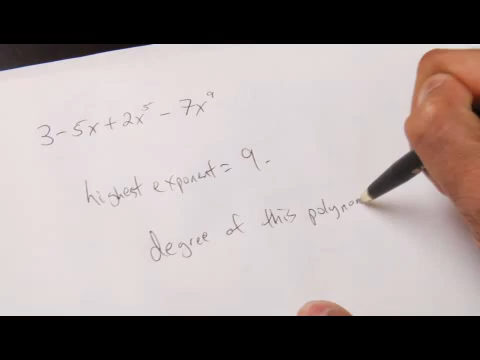 3 - 5x + 2x⁵ - 7x⁹
highest exponent = 9.
degree of this polynom